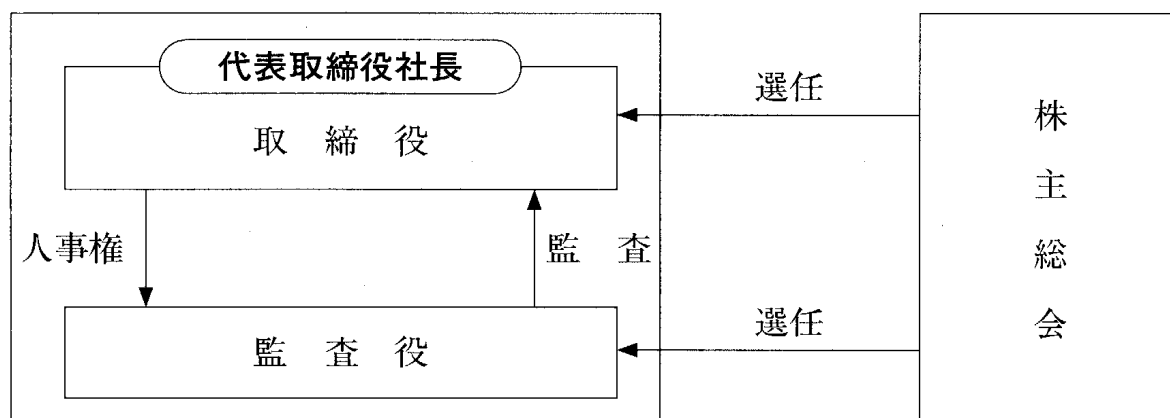 代表取締役社長
取締役
人事権
監査
監査役
選任
選任
株主総会